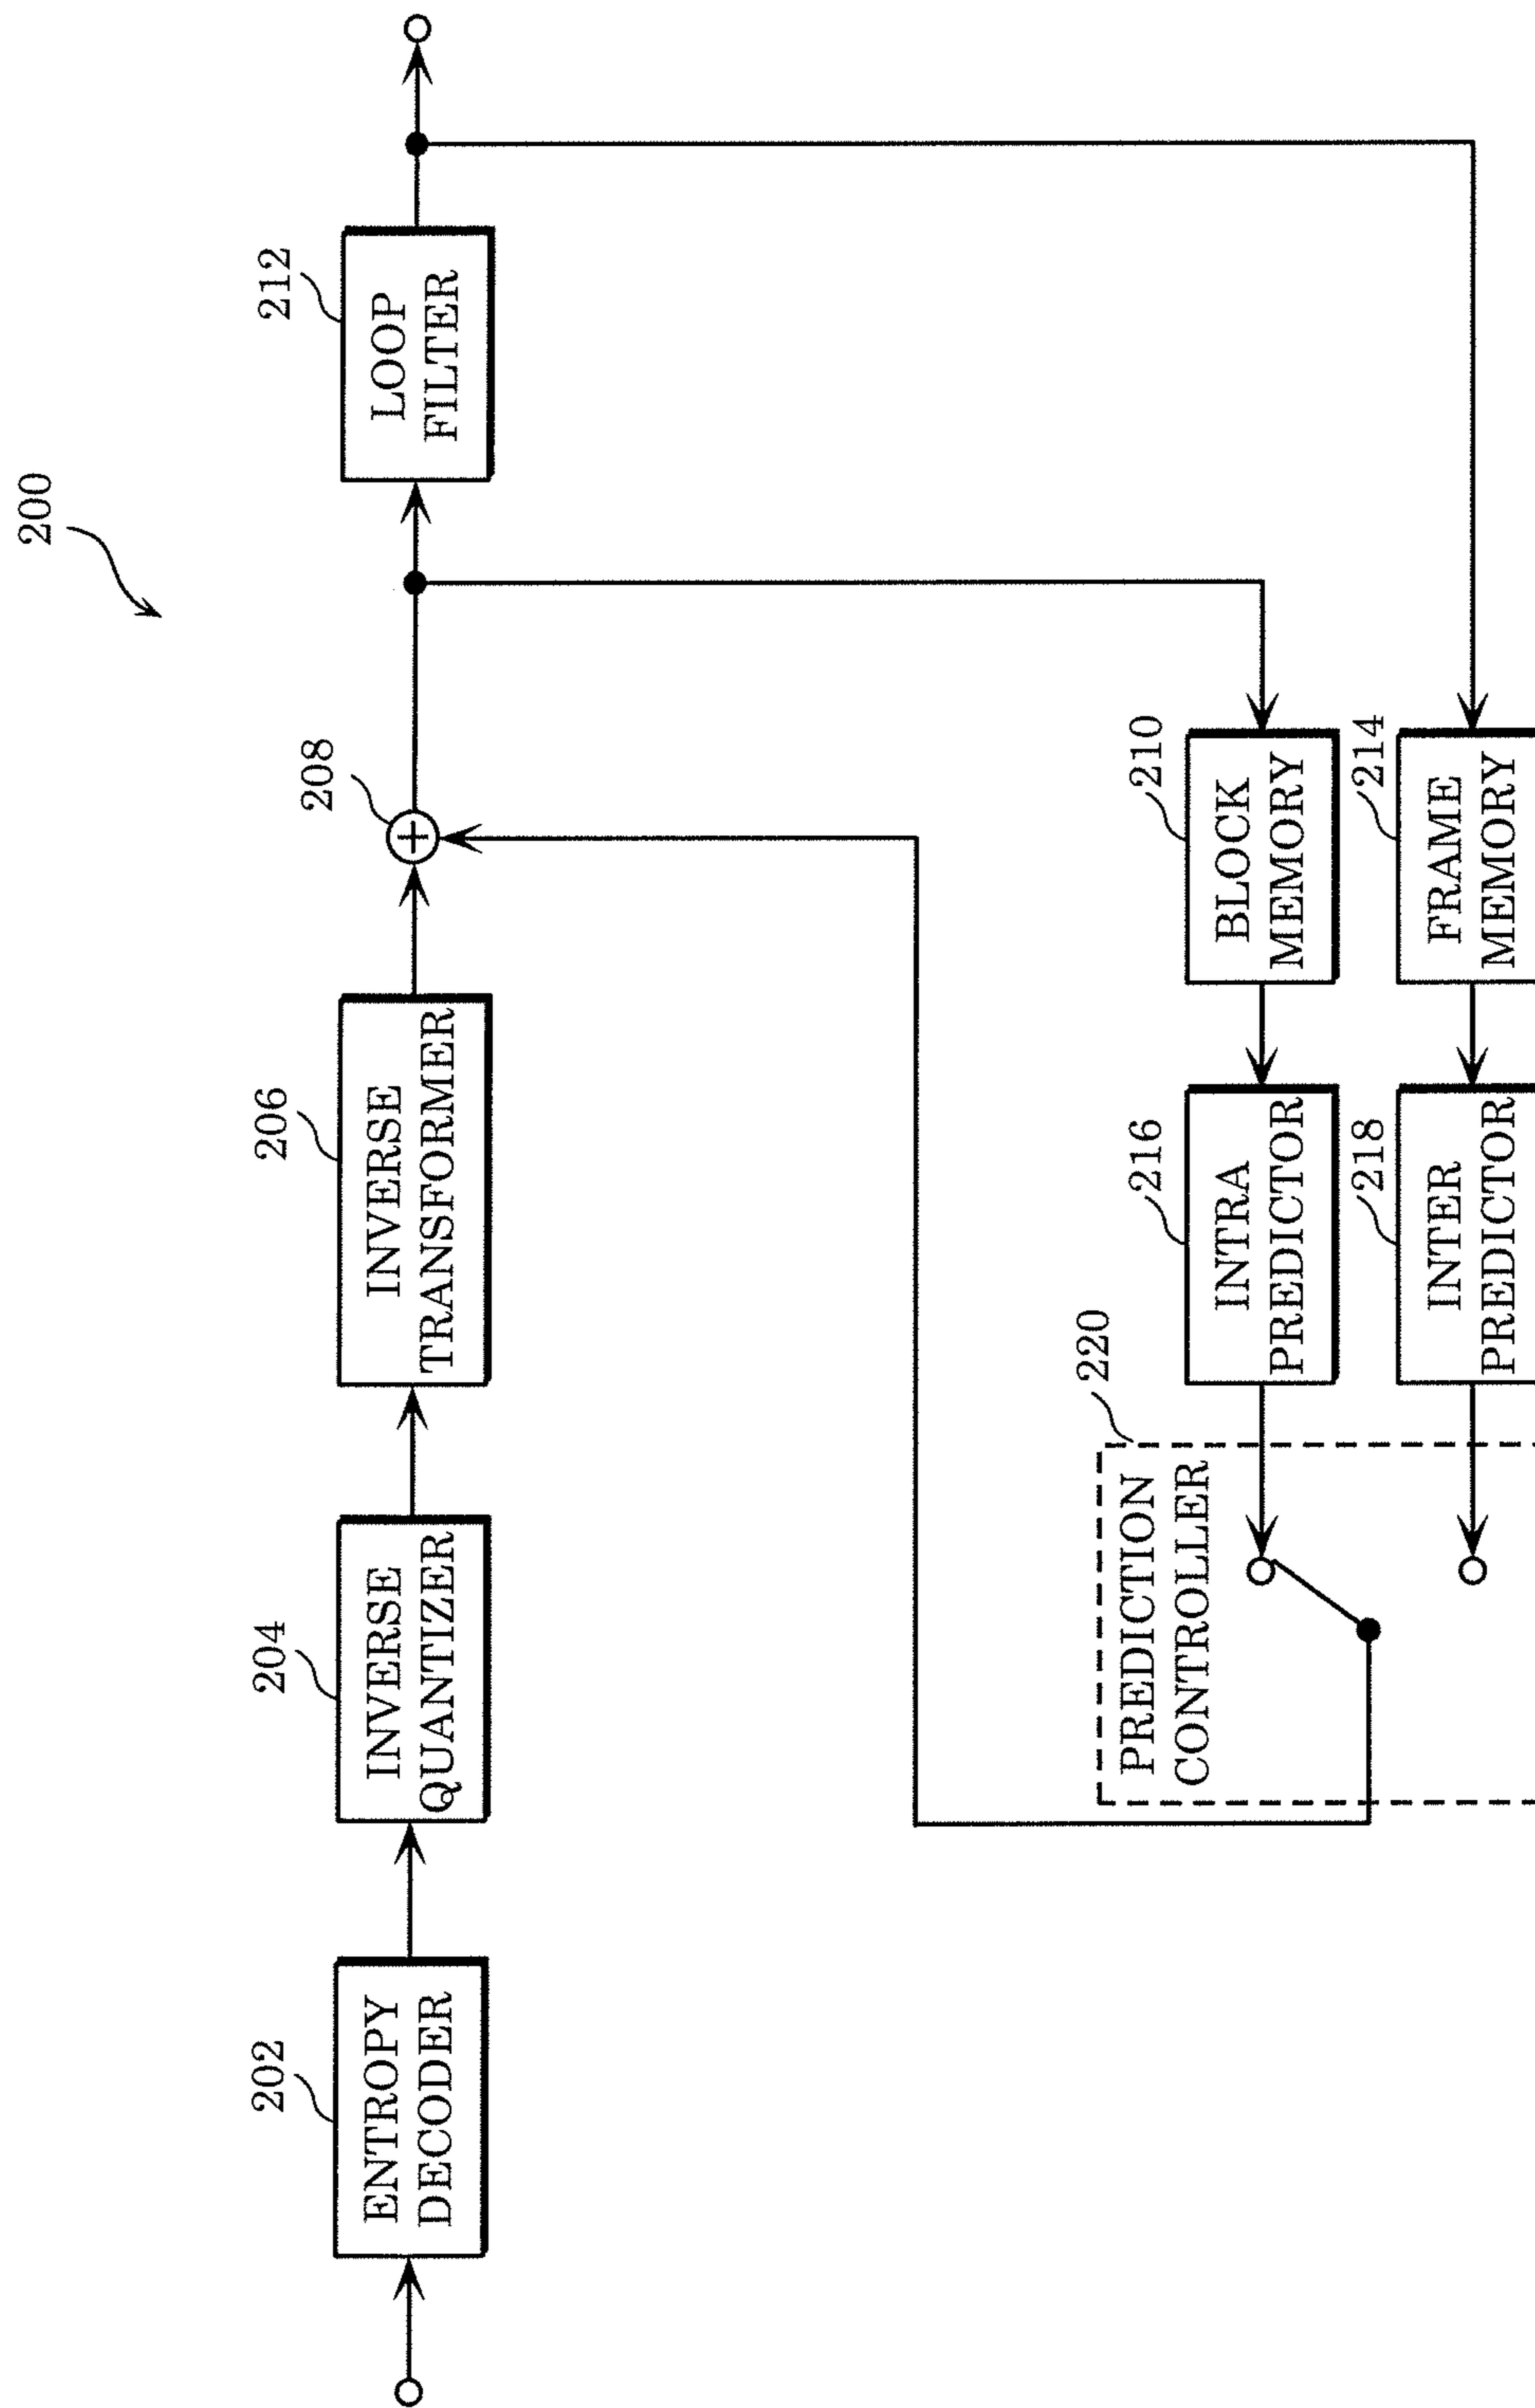 200
202
ENTROPY
DECODER
204
INVERSE
QUANTIZER
206
INVERSE
TRANSFORMER
208
+
212
LOOP
FILTER
220
PREDICTION
CONTROLLER
216
INTRA
PREDICTOR
210
BLOCK
MEMORY
218
INTER
PREDICTOR
214
FRAME
MEMORY